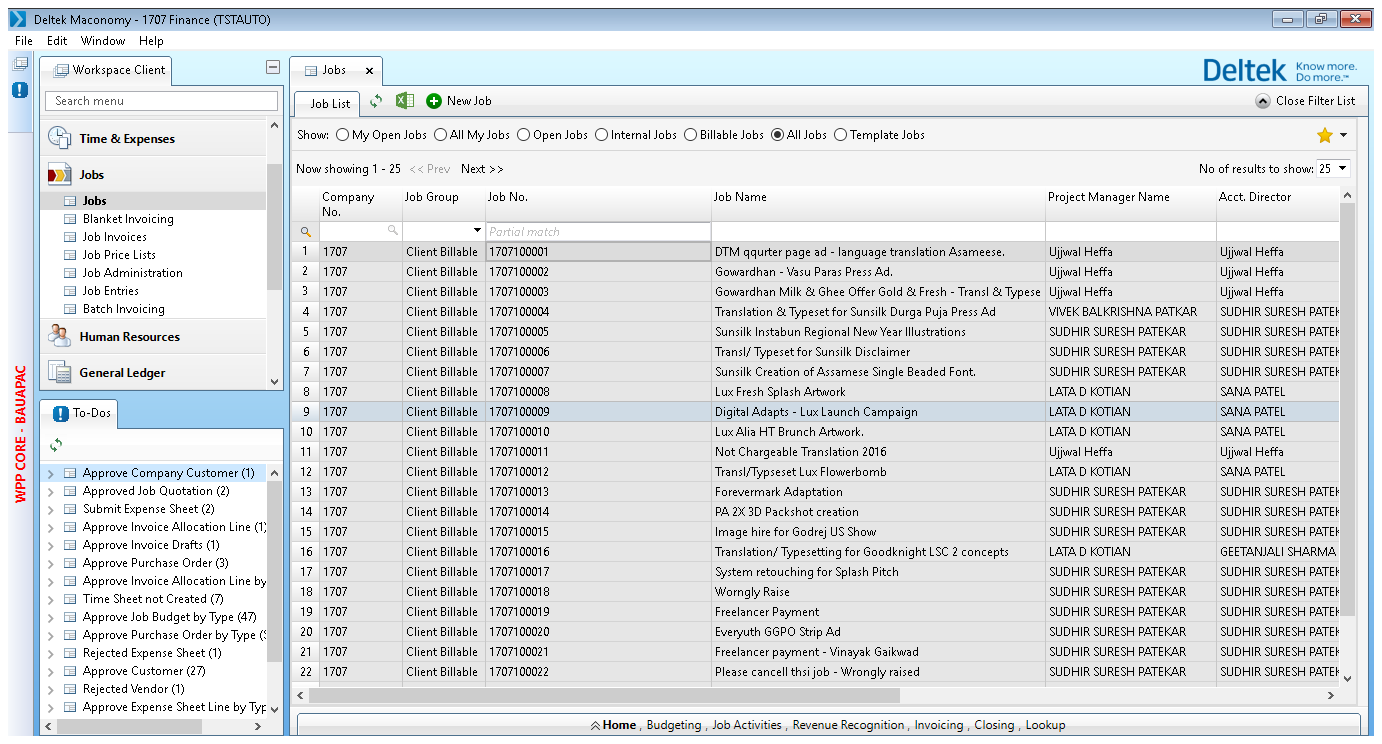 Deltek Maconomy - 1707 Finance (TSTAUTO)
File Edit Window Help
Workspace Client
Search menu
Time & Expenses
Jobs
Jobs
Blanket Invoicing
Job Invoices
Job Price Lists
Job Administration
Job Entries
Batch Invoicing
Human Resources
General Ledger
WPP CORE - BAUAPAC
To-Dos
Approve Company Customer (1)
Approved Job Quotation (2)
Submit Expense Sheet (2)
Approve Invoice Allocation Line (1)
Approve Invoice Drafts (1)
Approve Purchase Order (3)
Approve Invoice Allocation Line by
Time Sheet not Created (7)
Approve Job Budget by Type (47)
Approve Purchase Order by Type (
Rejected Expense Sheet (1)
Approve Customer (27)
Rejected Vendor (1)
Approve Expense Sheet Line by Typ
Jobs
Deltek Know more.
Do more.™
Job List New Job Close Filter List
Show: My Open Jobs All My Jobs Open Jobs Internal Jobs Billable Jobs All Jobs Template Jobs
Now showing 1 - 25 << Prev Next >> No of results to show: 25
Company No. Job Group Job No. Job Name Project Manager Name Acct. Director
Partial match
1 1707 Client Billable 1707100001 DTM qqurter page ad - language translation Asameese. Ujjwal Heffa Ujjwal Heffa
2 1707 Client Billable 1707100002 Gowardhan - Vasu Paras Press Ad. Ujjwal Heffa Ujjwal Heffa
3 1707 Client Billable 1707100003 Gowardhan Milk & Ghee Offer Gold & Fresh - Transl & Typese Ujjwal Heffa Ujjwal Heffa
4 1707 Client Billable 1707100004 Translation & Typeset for Sunsilk Durga Puja Press Ad VIVEK BALKRISHNA PATKAR SUDHIR SURESH PATEK
5 1707 Client Billable 1707100005 Sunsilk Instabun Regional New Year Illustrations SUDHIR SURESH PATEKAR SUDHIR SURESH PATEK
6 1707 Client Billable 1707100006 Transl/ Typeset for Sunsilk Disclaimer SUDHIR SURESH PATEKAR SUDHIR SURESH PATEK
7 1707 Client Billable 1707100007 Sunsilk Creation of Assamese Single Beaded Font. SUDHIR SURESH PATEKAR SUDHIR SURESH PATEK
8 1707 Client Billable 1707100008 Lux Fresh Splash Artwork LATA D KOTIAN SANA PATEL
9 1707 Client Billable 1707100009 Digital Adapts - Lux Launch Campaign LATA D KOTIAN SANA PATEL
10 1707 Client Billable 1707100010 Lux Alia HT Brunch Artwork. LATA D KOTIAN SANA PATEL
11 1707 Client Billable 1707100011 Not Chargeable Translation 2016 Ujjwal Heffa Ujjwal Heffa
12 1707 Client Billable 1707100012 Transl/Typseset Lux Flowerbomb LATA D KOTIAN SANA PATEL
13 1707 Client Billable 1707100013 Forevermark Adaptation SUDHIR SURESH PATEKAR SUDHIR SURESH PATEK
14 1707 Client Billable 1707100014 PA 2X 3D Packshot creation SUDHIR SURESH PATEKAR SUDHIR SURESH PATEK
15 1707 Client Billable 1707100015 Image hire for Godrej US Show SUDHIR SURESH PATEKAR SUDHIR SURESH PATEK
16 1707 Client Billable 1707100016 Translation/ Typesetting for Goodknight LSC 2 concepts LATA D KOTIAN GEETANJALI SHARMA
17 1707 Client Billable 1707100017 System retouching for Splash Pitch SUDHIR SURESH PATEKAR SUDHIR SURESH PATEK
18 1707 Client Billable 1707100018 Worngly Raise SUDHIR SURESH PATEKAR SUDHIR SURESH PATEK
19 1707 Client Billable 1707100019 Freelancer Payment SUDHIR SURESH PATEKAR SUDHIR SURESH PATEK
20 1707 Client Billable 1707100020 Everyuth GGPO Strip Ad SUDHIR SURESH PATEKAR SUDHIR SURESH PATEK
21 1707 Client Billable 1707100021 Freelancer payment - Vinayak Gaikwad SUDHIR SURESH PATEKAR SUDHIR SURESH PATEK
22 1707 Client Billable 1707100022 Please cancell thsi job - Wrongly raised SUDHIR SURESH PATEKAR SUDHIR SURESH PATEK
Home , Budgeting , Job Activities , Revenue Recognition , Invoicing , Closing , Lookup